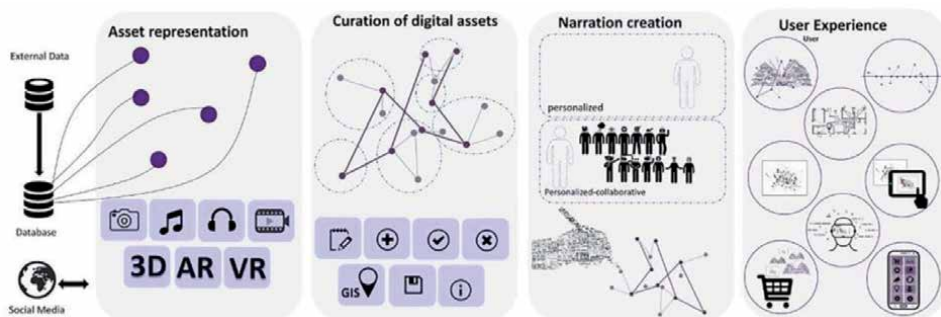 External Data
Database
Social Media
Asset representation
3D AR VR
Curation of digital assets
GIS
Narration creation
personalized
Personalized-collaborative
User Experience
User